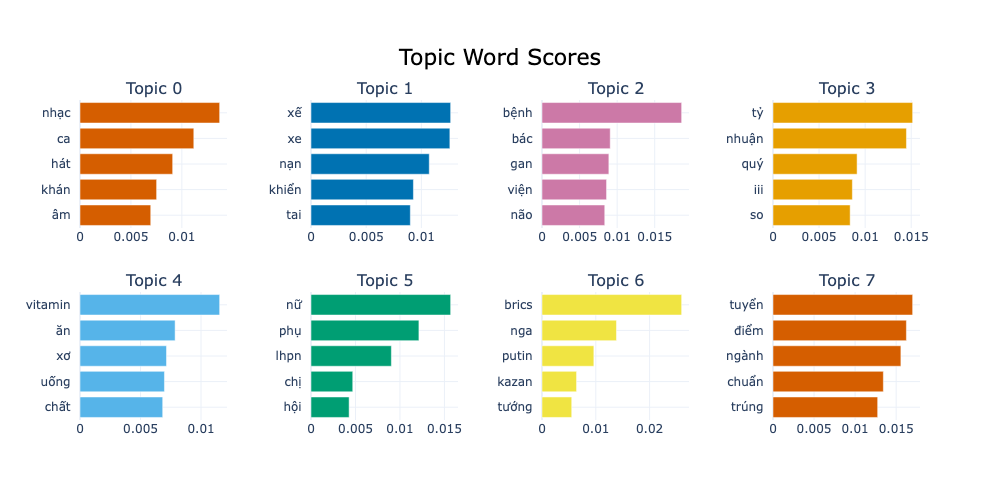 Topic Word Scores
Topic 0
nhạc
ca
hát
khán
âm
0 0.005 0.01
Topic 1
xế
xe
nạn
khiển
tai
0 0.005 0.01
Topic 2
bệnh
bác
gan
viện
não
0 0.005 0.01 0.015
Topic 3
tỷ
nhuận
quý
iii
so
0 0.005 0.01 0.015
Topic 4
vitamin
ăn
xơ
uống
chất
0 0.005 0.01
Topic 5
nữ
phụ
lhpn
chị
hội
0 0.005 0.01 0.015
Topic 6
brics
nga
putin
kazan
tướng
0 0.01 0.02
Topic 7
tuyển
điểm
ngành
chuẩn
trúng
0 0.005 0.01 0.015